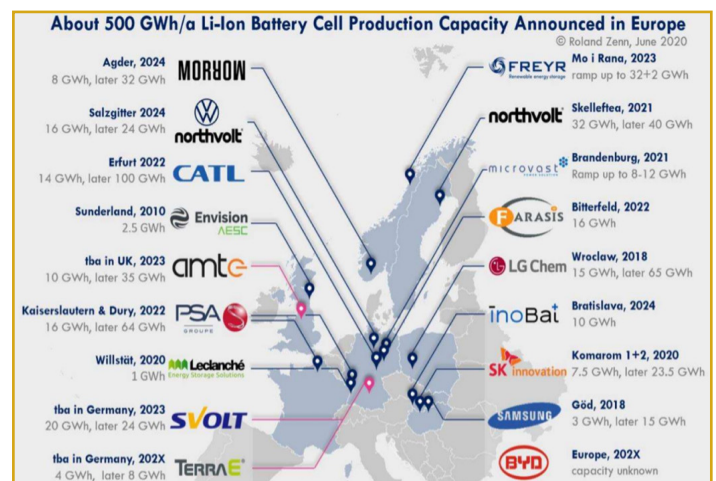 About 500 GWh/a Li-Ion Battery Cell Production Capacity Announced in Europe
© Roland Zenn, June 2020
Agder, 2024
8 GWh, later 32 GWh
MORROW
Salzgitter 2024
16 GWh, later 24 GWh
northvolt
Erfurt 2022
14 GWh, later 100 GWh
CATL
Sunderland, 2010
2.5 GWh
Envision
AESC
tba in UK, 2023
10 GWh, later 35 GWh
amte
Kaiserslautern & Dury, 2022
16 GWh, later 64 GWh
PSA
GROUPE
Willstät, 2020
1 GWh
Leclanché
Energy Storage Solutions
tba in Germany, 2023
20 GWh, later 24 GWh
SVOLT
tba in Germany, 202X
4 GWh, later 8 GWh
TERRAE
FREYR
Renewable energy storage
Mo i Rana, 2023
ramp up to 32+2 GWh
northvolt
Skelleftea, 2021
32 GWh, later 40 GWh
microvast
Brandenburg, 2021
Ramp up to 8-12 GWh
FARASIS
Bitterfeld, 2022
16 GWh
LG Chem
Wroclaw, 2018
15 GWh, later 65 GWh
inoBat
Bratislava, 2024
10 GWh
SK innovation
Komarom 1+2, 2020
7.5 GWh, later 23.5 GWh
SAMSUNG
Göd, 2018
3 GWh, later 15 GWh
BYD
Europe, 202X
capacity unknown